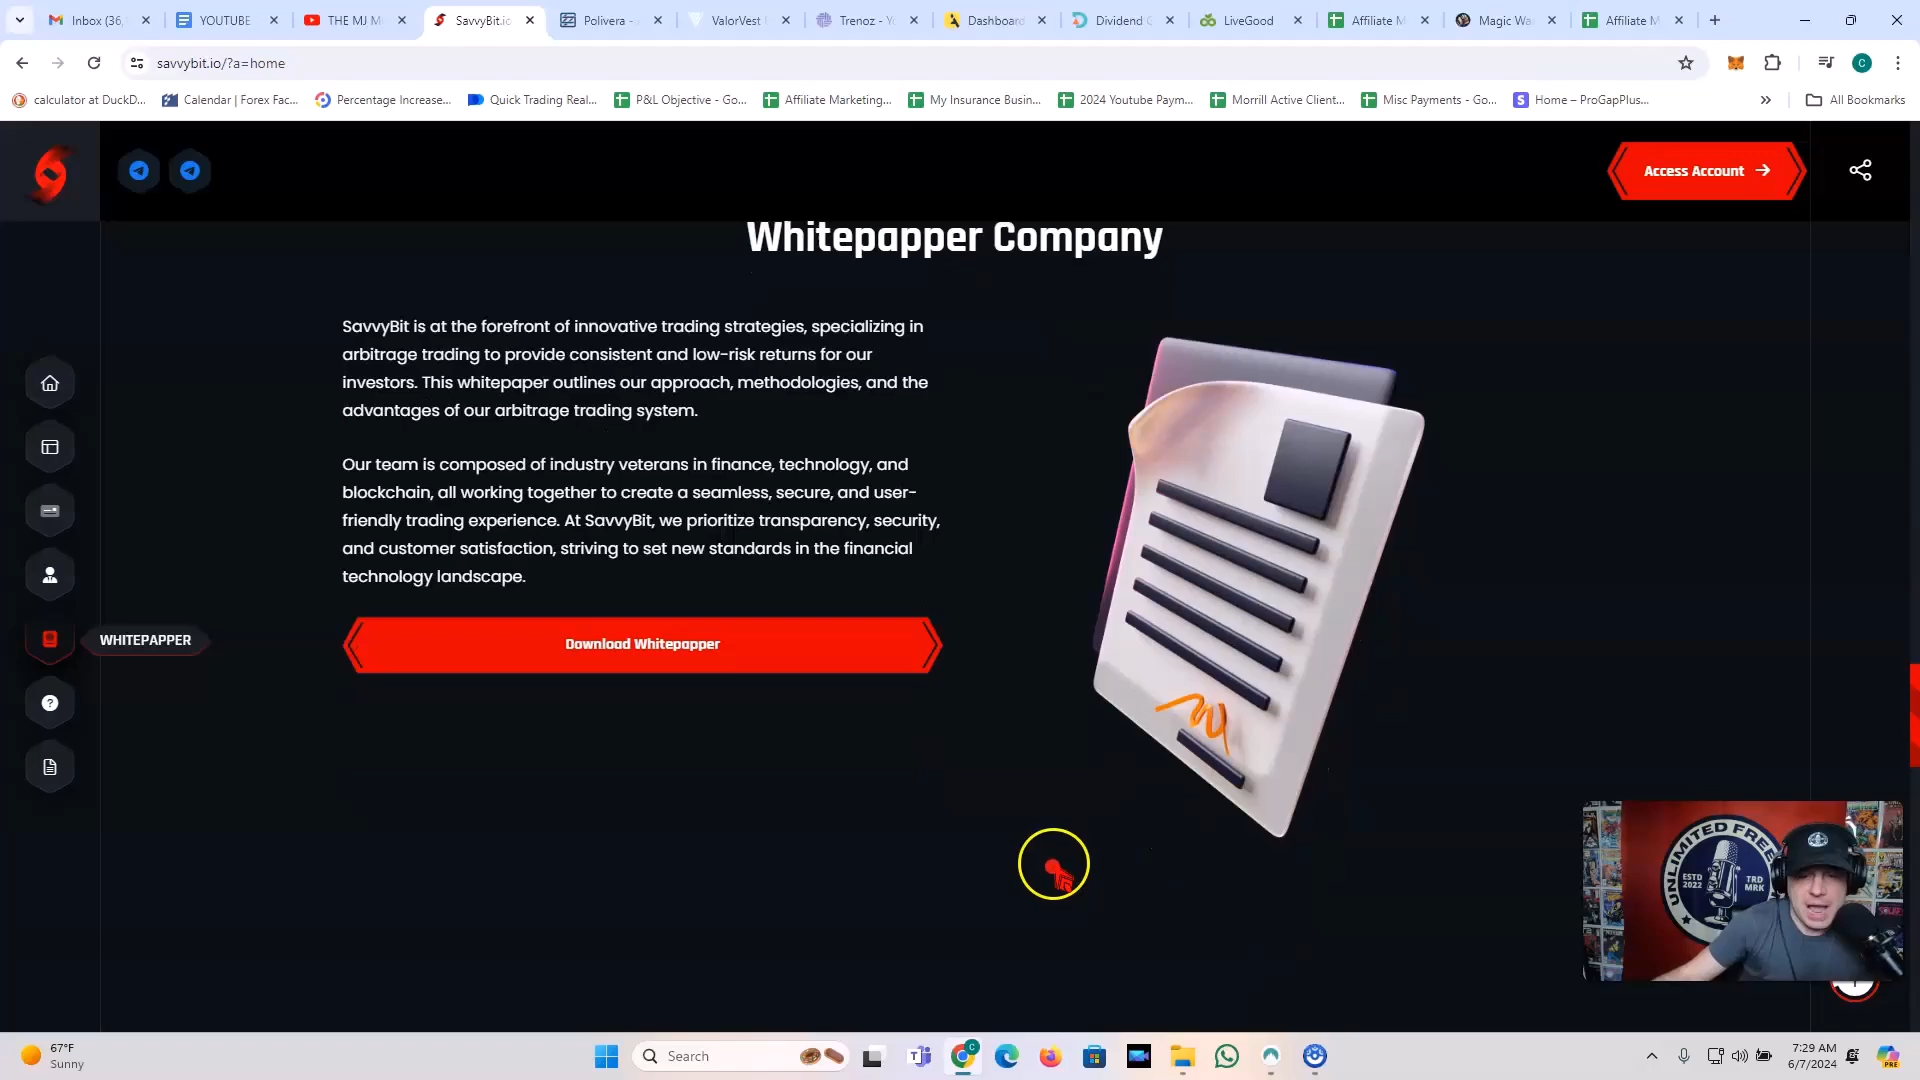 Inbox (36,
YOUTUBE
THE MJ M
SavvyBit.io
Polivera -
ValorVest
Trenoz - Y
Dashboard
Dividend
LiveGood
Affiliate M
Magic Wa
Affiliate M
savvybit.io/?a=home
C
calculator at DuckD...
Calendar | Forex Fac...
Percentage Increase...
Quick Trading Real...
P&L Objective - Go...
Affiliate Marketing...
My Insurance Busin...
2024 Youtube Paym...
Morrill Active Client...
Misc Payments - Go...
Home – ProGapPlus...
All Bookmarks
Access Account
Whitepapper Company
SavvyBit is at the forefront of innovative trading strategies, specializing in
arbitrage trading to provide consistent and low-risk returns for our
investors. This whitepaper outlines our approach, methodologies, and the
advantages of our arbitrage trading system.
Our team is composed of industry veterans in finance, technology, and
blockchain, all working together to create a seamless, secure, and user-
friendly trading experience. At SavvyBit, we prioritize transparency, security,
and customer satisfaction, striving to set new standards in the financial
technology landscape.
WHITEPAPPER
Download Whitepapper
UNLIMITED FREE
ESTD
2022
TRD
MRK
67°F
Sunny
Search
7:29 AM
6/7/2024